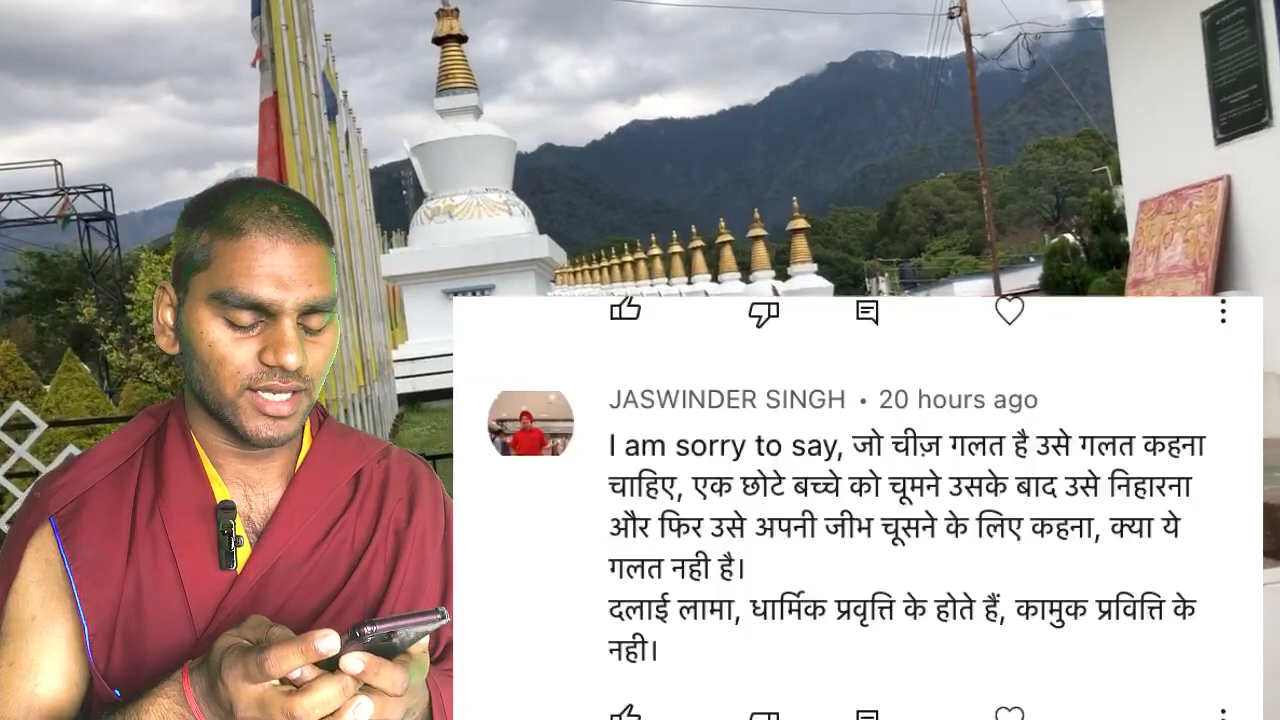 JASWINDER SINGH • 20 hours ago
I am sorry to say, जो चीज़ गलत है उसे गलत कहना
चाहिए, एक छोटे बच्चे को चूमने उसके बाद उसे निहारना
और फिर उसे अपनी जीभ चूसने के लिए कहना, क्या ये
गलत नही है।
दलाई लामा, धार्मिक प्रवृत्ति के होते हैं, कामुक प्रवित्ति के
नही।